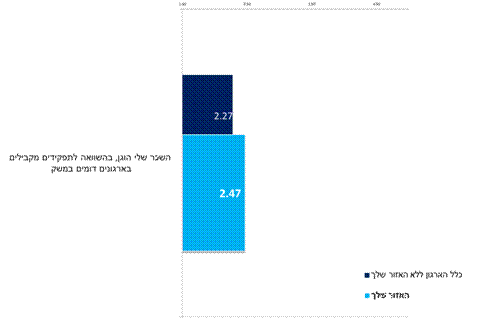 2.27
השכר שלי הוגן, בהשוואה לתפקידים מקבילים
בארגונים דומים במשק
2.47
כלל הארגון ללא האזור שלך
האזור שלך